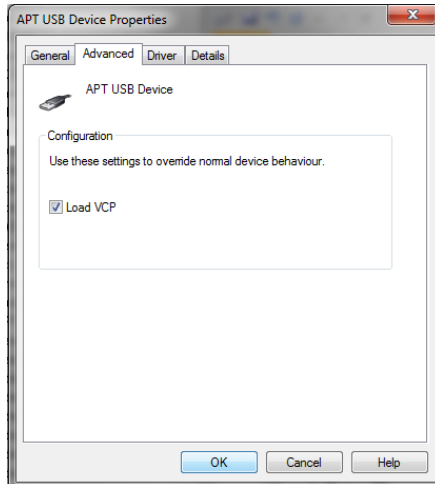 APT USB Device Properties
General Advanced Driver Details
APT USB Device
Configuration
Use these settings to override normal device behaviour.
Load VCP
OK Cancel Help